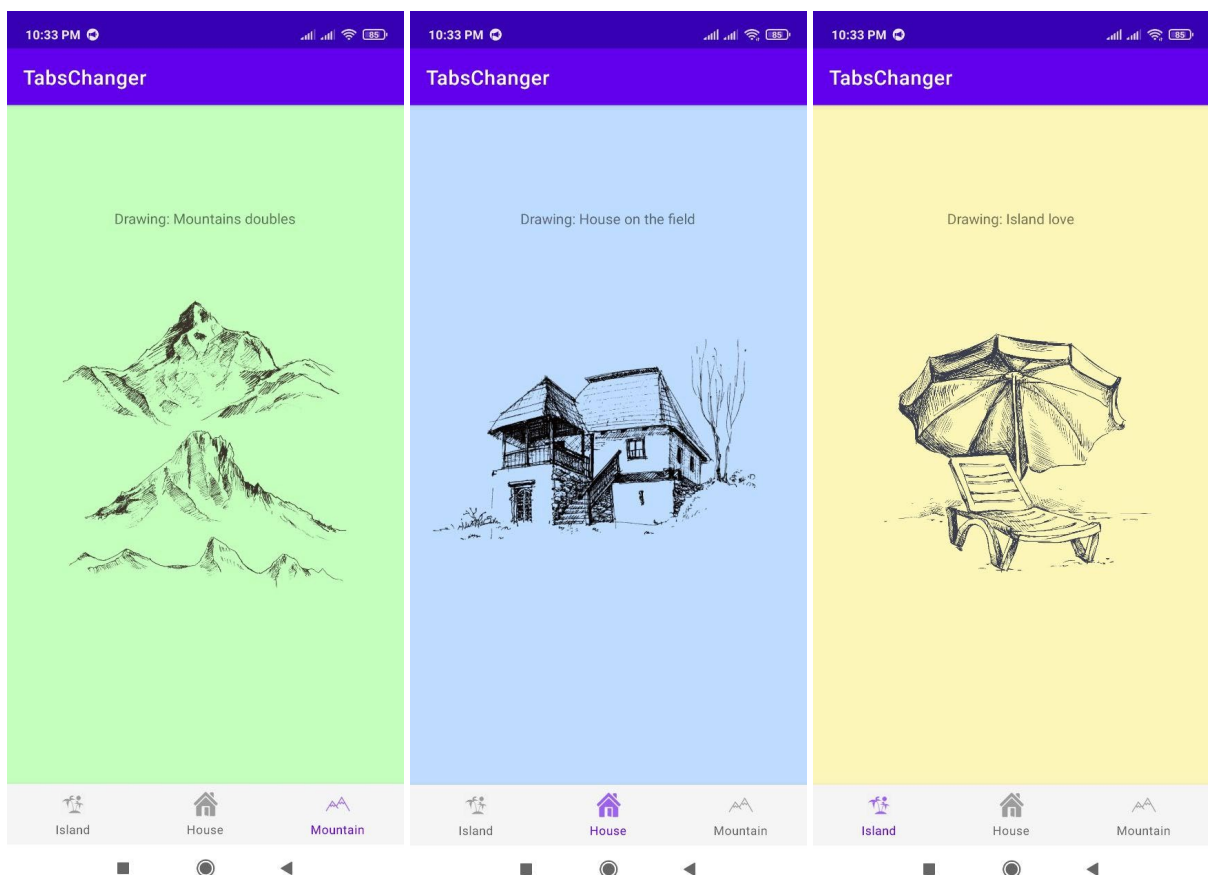 10:33 PM 85
TabsChanger
Drawing: Mountains doubles
Island House Mountain
10:33 PM 85
TabsChanger
Drawing: House on the field
Island House Mountain
10:33 PM 85
TabsChanger
Drawing: Island love
Island House Mountain